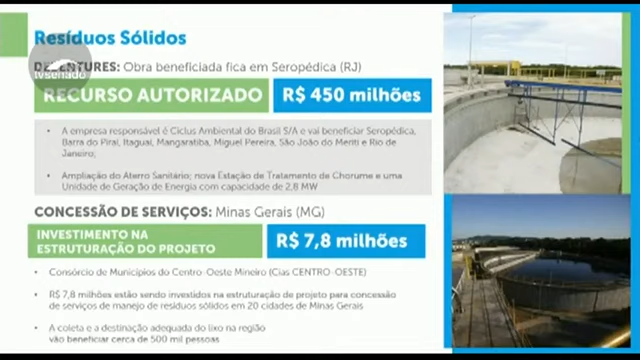 Resíduos Sólidos
tvsenado
DEBENTURES: Obra beneficiada fica em Seropédica (RJ)
RECURSO AUTORIZADO R$ 450 milhões
• A empresa responsável é Ciclus Ambiental do Brasil S/A e vai beneficiar Seropédica,
Barra do Piraí, Itaguaí, Mangaratiba, Miguel Pereira, São João do Meriti e Rio de
Janeiro;
• Ampliação do Aterro Sanitário; nova Estação de Tratamento de Chorume e uma
Unidade de Geração de Energia com capacidade de 2,8 MW
CONCESSÃO DE SERVIÇOS: Minas Gerais (MG)
INVESTIMENTO NA
ESTRUTURAÇÃO DO PROJETO
R$ 7,8 milhões
• Consórcio de Municípios do Centro-Oeste Mineiro (Cias CENTRO-OESTE)
• R$ 7,8 milhões estão sendo investidos na estruturação de projeto para concessão
de serviços de manejo de resíduos sólidos em 20 cidades de Minas Gerais
• A coleta e a destinação adequada do lixo na região
vão beneficiar cerca de 500 mil pessoas